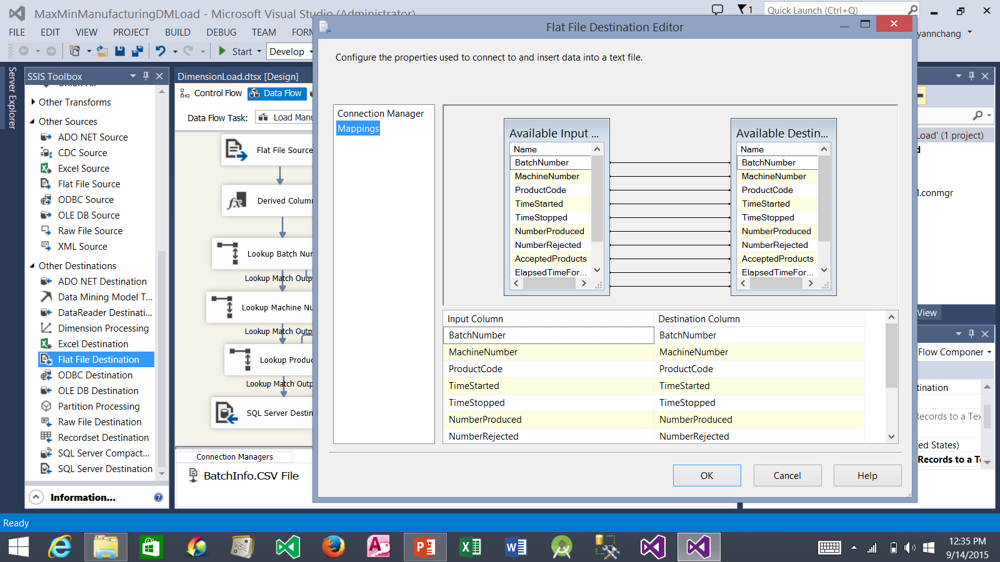 MaxMinManufacturingDMLoad - Microsoft Visual Studio (Administrator)
1
Quick Launch (Ctrl+Q)
FILE EDIT VIEW PROJECT BUILD DEBUG TEAM FORM
yannchang
Start
Develop
Server Explorer
SSIS Toolbox
Other Transforms
Other Sources
ADO NET Source
CDC Source
Excel Source
Flat File Source
ODBC Source
OLE DB Source
Raw File Source
XML Source
Other Destinations
ADO NET Destination
Data Mining Model T...
DataReader Destinati...
Dimension Processing
Excel Destination
Flat File Destination
ODBC Destination
OLE DB Destination
Partition Processing
Raw File Destination
Recordset Destination
SQL Server Compact...
SQL Server Destination
Information...
DimensionLoad.dtsx [Design]
Control Flow
Data Flow
Data Flow Task:
Load Manu
Flat File Source
Derived Column
Lookup Batch Num
Lookup Match Outp
Lookup Machine Nu
Lookup Match Outp
Lookup Produc
Lookup Match Outp
SQL Server Destin
Connection Managers
BatchInfo.CSV File
Flat File Destination Editor
Configure the properties used to connect to and insert data into a text file.
Connection Manager
Mappings
Available Input ...
Name
BatchNumber
MachineNumber
ProductCode
TimeStarted
TimeStopped
NumberProduced
NumberRejected
AcceptedProducts
ElapsedTimeFor...
Available Destin...
Name
BatchNumber
MachineNumber
ProductCode
TimeStarted
TimeStopped
NumberProduced
NumberRejected
AcceptedProducts
ElapsedTimeFor...
Input Column Destination Column
BatchNumber BatchNumber
MachineNumber MachineNumber
ProductCode ProductCode
TimeStarted TimeStarted
TimeStopped TimeStopped
NumberProduced NumberProduced
NumberRejected NumberRejected
OK
Cancel
Help
Load' (1 project)
d
M.conmgr
View
Flow Componer
tination
Records to a Tex
ted States)
Records to a Te
Ready
12:35 PM
9/14/2015